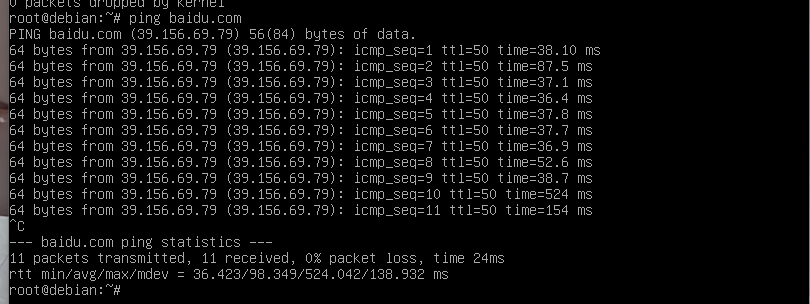 0 packets dropped by kernel
root@debian:~# ping baidu.com
PING baidu.com (39.156.69.79) 56(84) bytes of data.
64 bytes from 39.156.69.79 (39.156.69.79): icmp_seq=1 ttl=50 time=38.10 ms
64 bytes from 39.156.69.79 (39.156.69.79): icmp_seq=2 ttl=50 time=87.5 ms
64 bytes from 39.156.69.79 (39.156.69.79): icmp_seq=3 ttl=50 time=37.1 ms
64 bytes from 39.156.69.79 (39.156.69.79): icmp_seq=4 ttl=50 time=36.4 ms
64 bytes from 39.156.69.79 (39.156.69.79): icmp_seq=5 ttl=50 time=37.8 ms
64 bytes from 39.156.69.79 (39.156.69.79): icmp_seq=6 ttl=50 time=37.7 ms
64 bytes from 39.156.69.79 (39.156.69.79): icmp_seq=7 ttl=50 time=36.9 ms
64 bytes from 39.156.69.79 (39.156.69.79): icmp_seq=8 ttl=50 time=52.6 ms
64 bytes from 39.156.69.79 (39.156.69.79): icmp_seq=9 ttl=50 time=38.7 ms
64 bytes from 39.156.69.79 (39.156.69.79): icmp_seq=10 ttl=50 time=524 ms
64 bytes from 39.156.69.79 (39.156.69.79): icmp_seq=11 ttl=50 time=154 ms
^C
--- baidu.com ping statistics ---
11 packets transmitted, 11 received, 0% packet loss, time 24ms
rtt min/avg/max/mdev = 36.423/98.349/524.042/138.932 ms
root@debian:~#